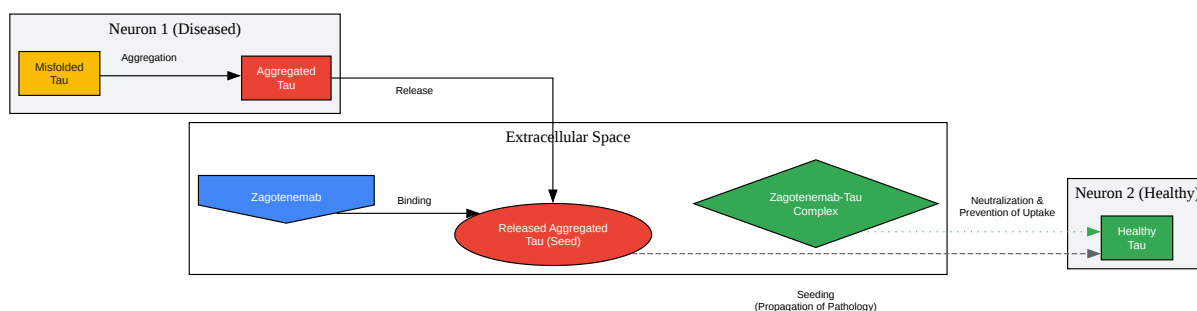 Neuron 1 (Diseased)
Misfolded
Tau
Aggregation
Aggregated
Tau
Release
Extracellular Space
Zagotenemab
Binding
Released Aggregated
Tau (Seed)
Zagotenemab-Tau
Complex
Neutralization &
Prevention of Uptake
Neuron 2 (Healthy)
Healthy
Tau
Seeding
(Propagation of Pathology)